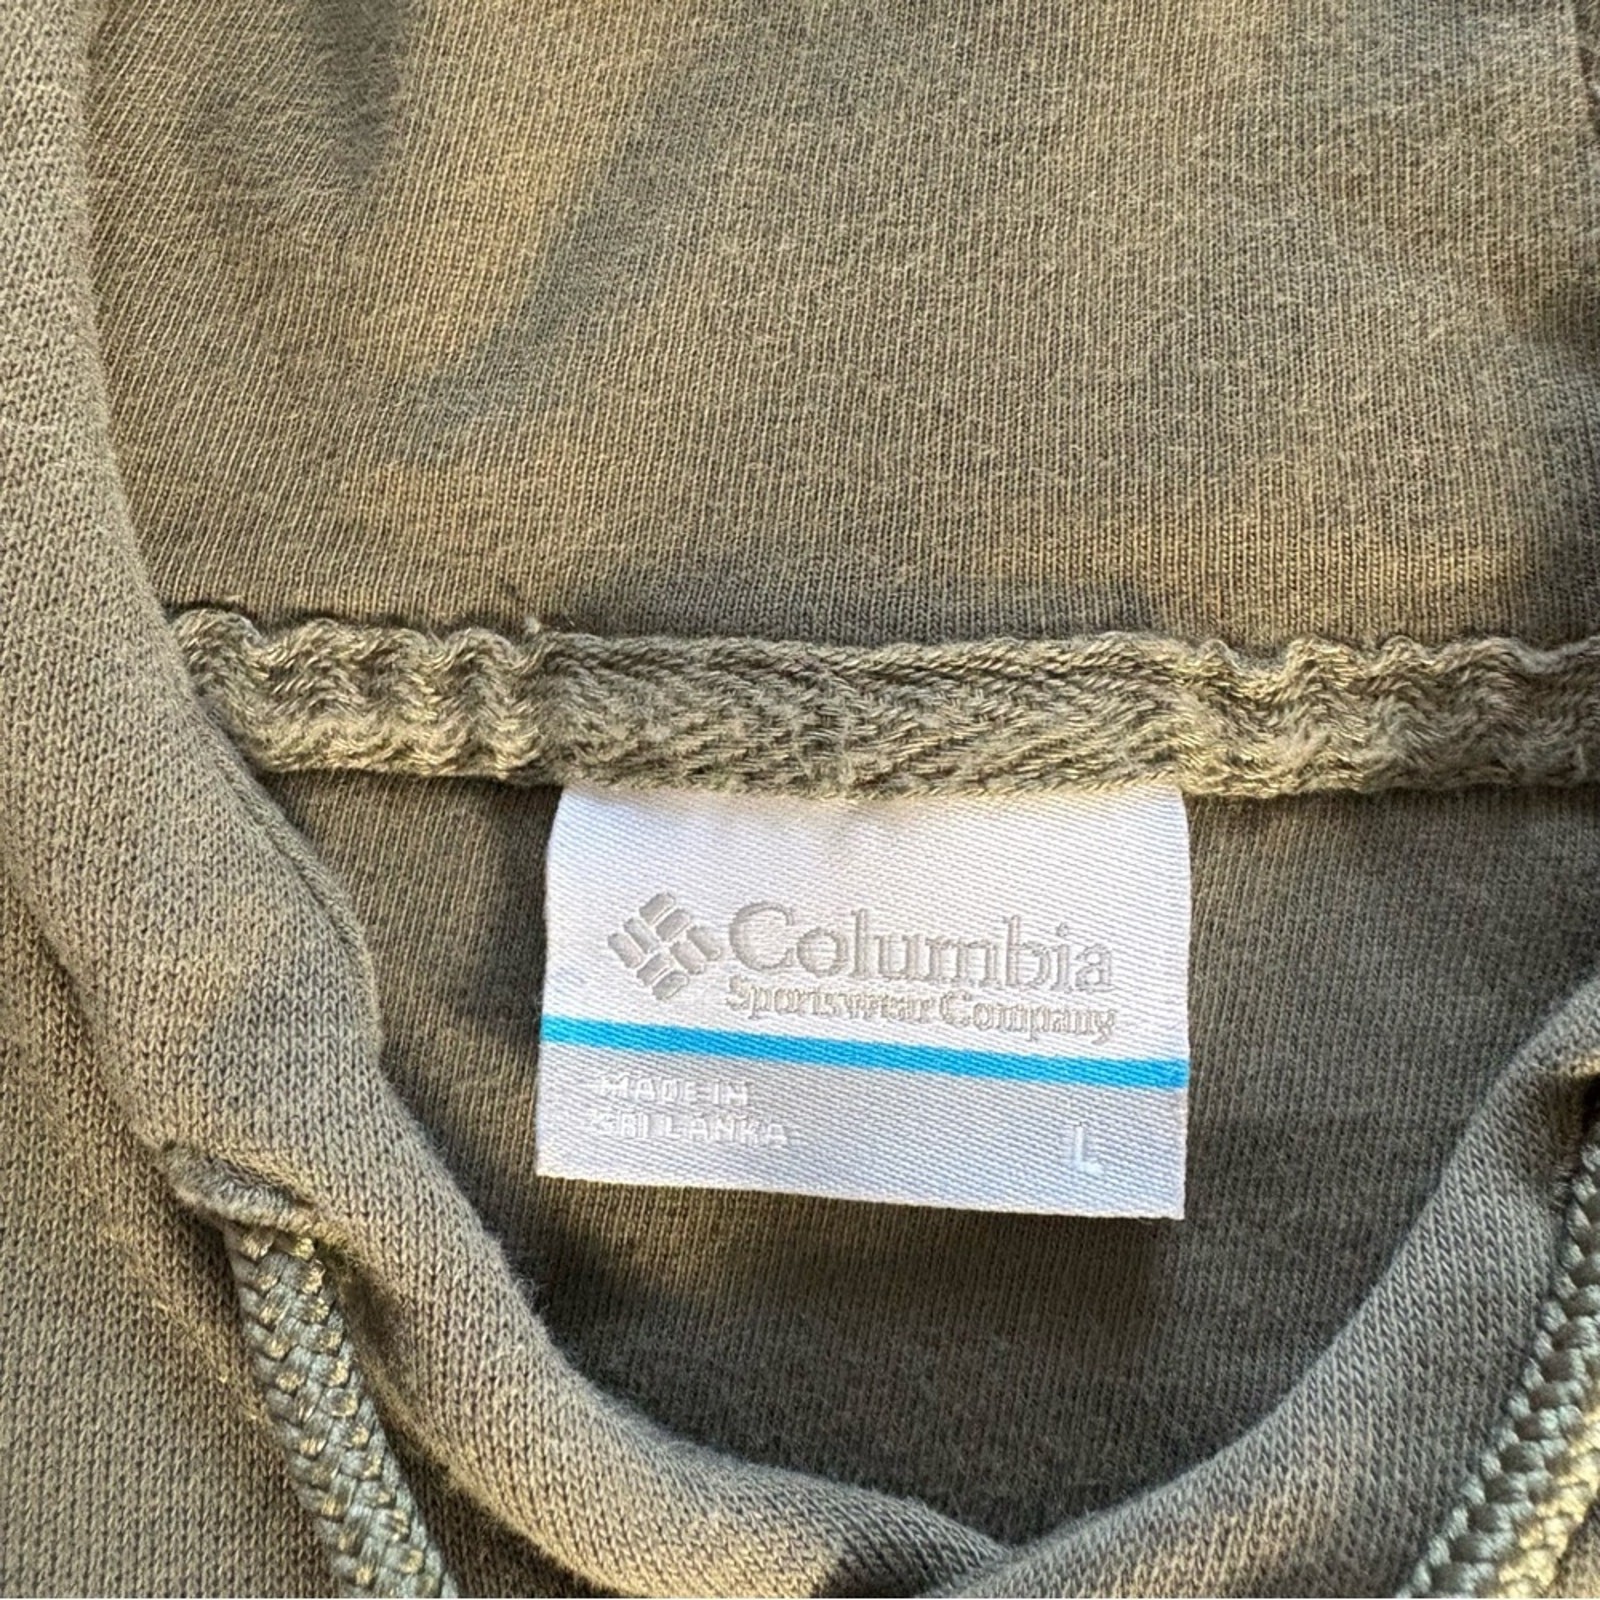 Columbia
Sportswear Company
MADE IN
SRI LANKA
L